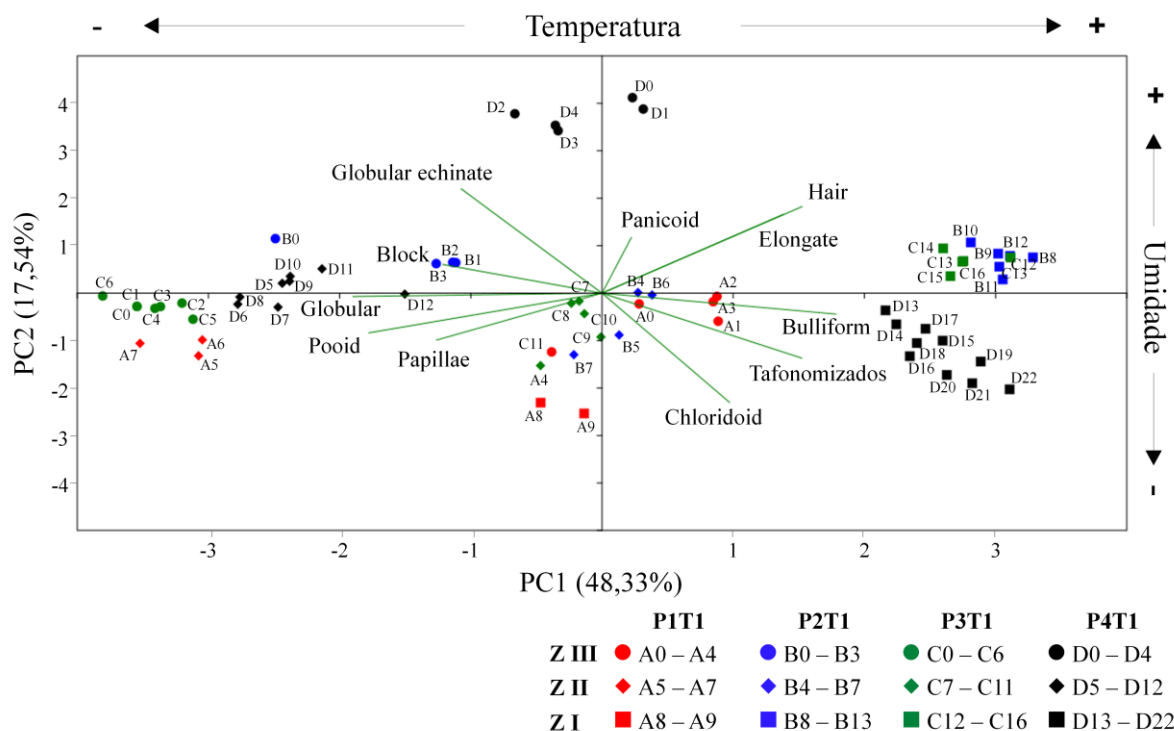 - Temperatura +
D0
D2 D4 D1
D3
Globular echinate
Hair
Panicoid
Elongate
B0 Block B2 B1 B3
B10 B9 B12 B8
C14 C13 C16 C12 C13
C15 B11
D10 D11
D5 D9
C6 C1 C3 C2 D8 D12
C0 C4 C5 D6 D7
Globular
C7 B4 B6 A2
C8 C10 A0 A3 A1
D13 D17
Bulliform
D14 D18 D15
D16 D19
D20 D21 D22
A7 A6 A5
Pooid
Papillae
C11 C9 B5
A4 B7
Tafonomizados
A8 A9
Chloridoid
4
3
2
1
0
-1
-2
-3
-4
PC2 (17,54%)
+
Umidade
-
-3 -2 -1 0 1 2 3
PC1 (48,33%)
P1T1 P2T1 P3T1 P4T1
Z III A0 – A4 B0 – B3 C0 – C6 D0 – D4
Z II A5 – A7 B4 – B7 C7 – C11 D5 – D12
Z I A8 – A9 B8 – B13 C12 – C16 D13 – D22